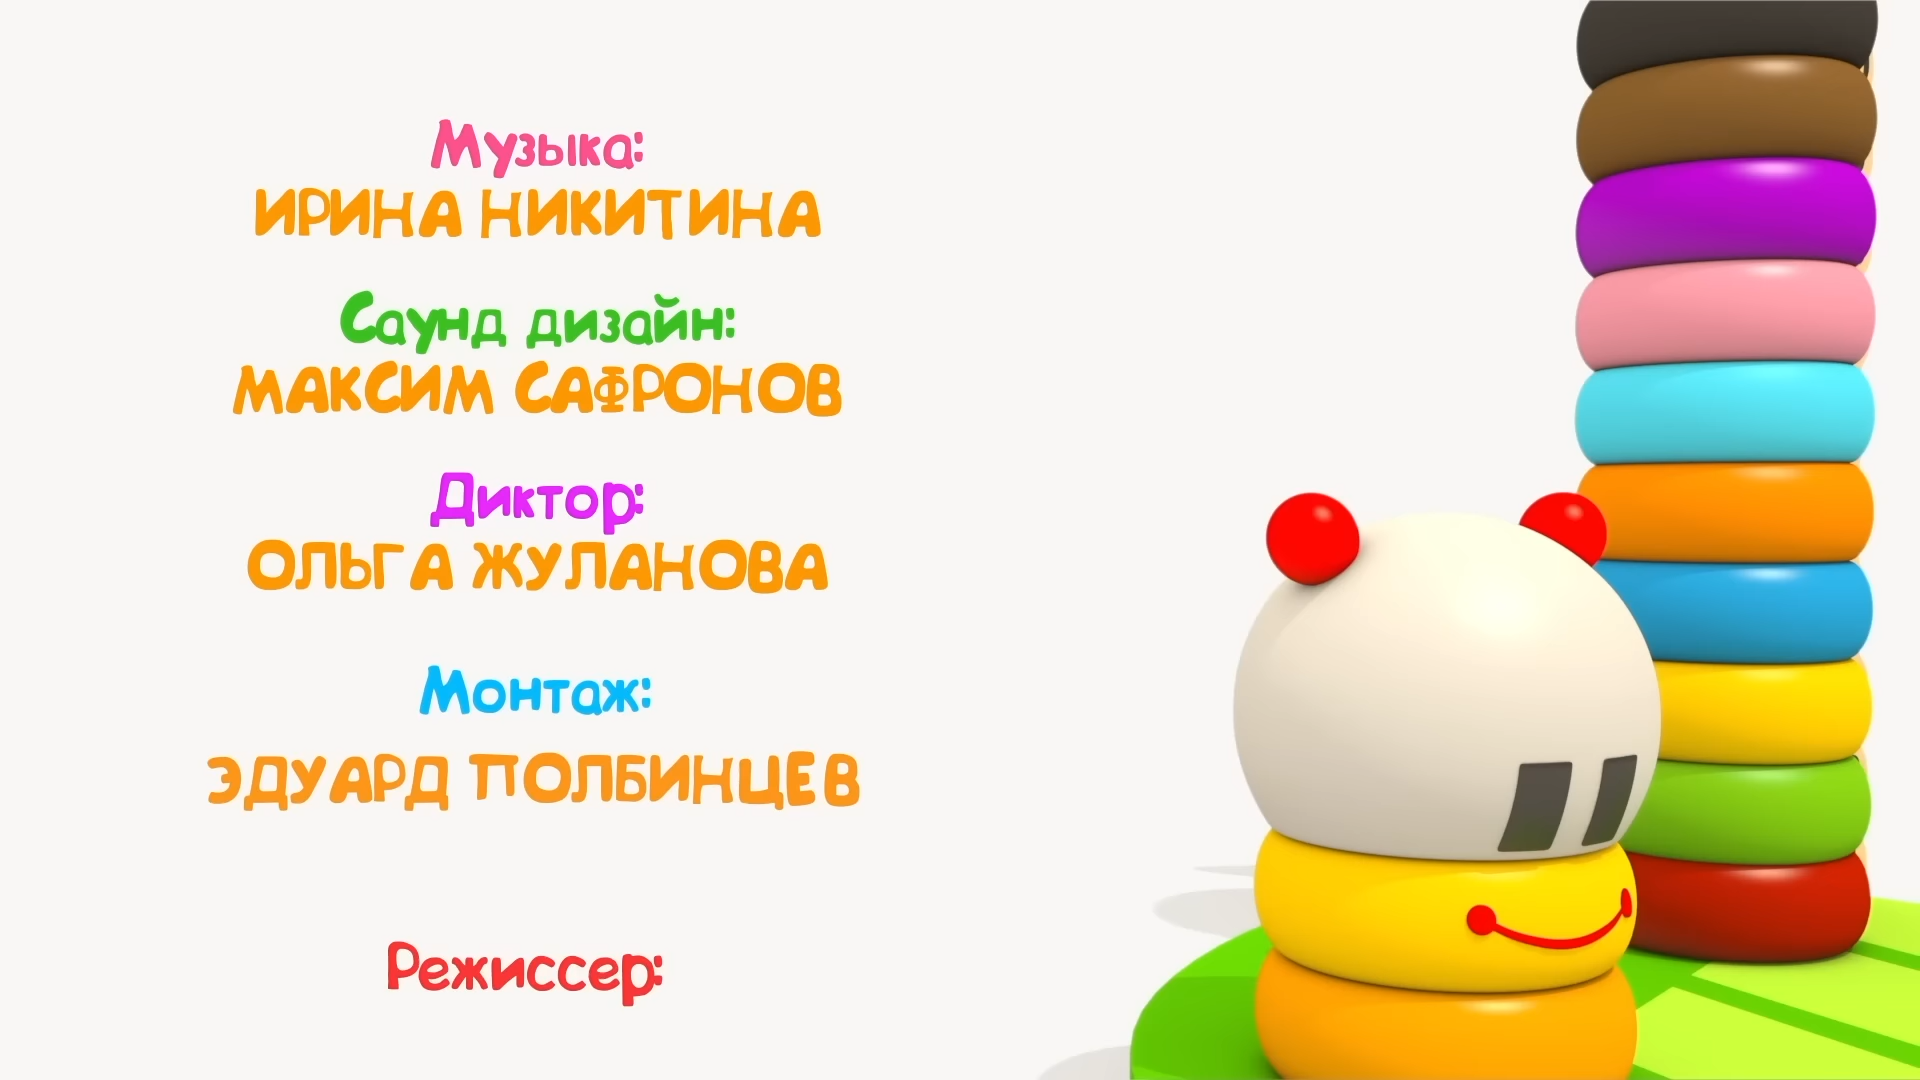 Музыка:
ИРИНА НИКИТИНА
Саунд дизайн:
МАКСИМ САФРОНОВ
Диктор:
ОЛЬГА ЖУЛАНОВА
Монтаж:
ЭДУАРД ПОЛБИНЦЕВ
Режиссер: